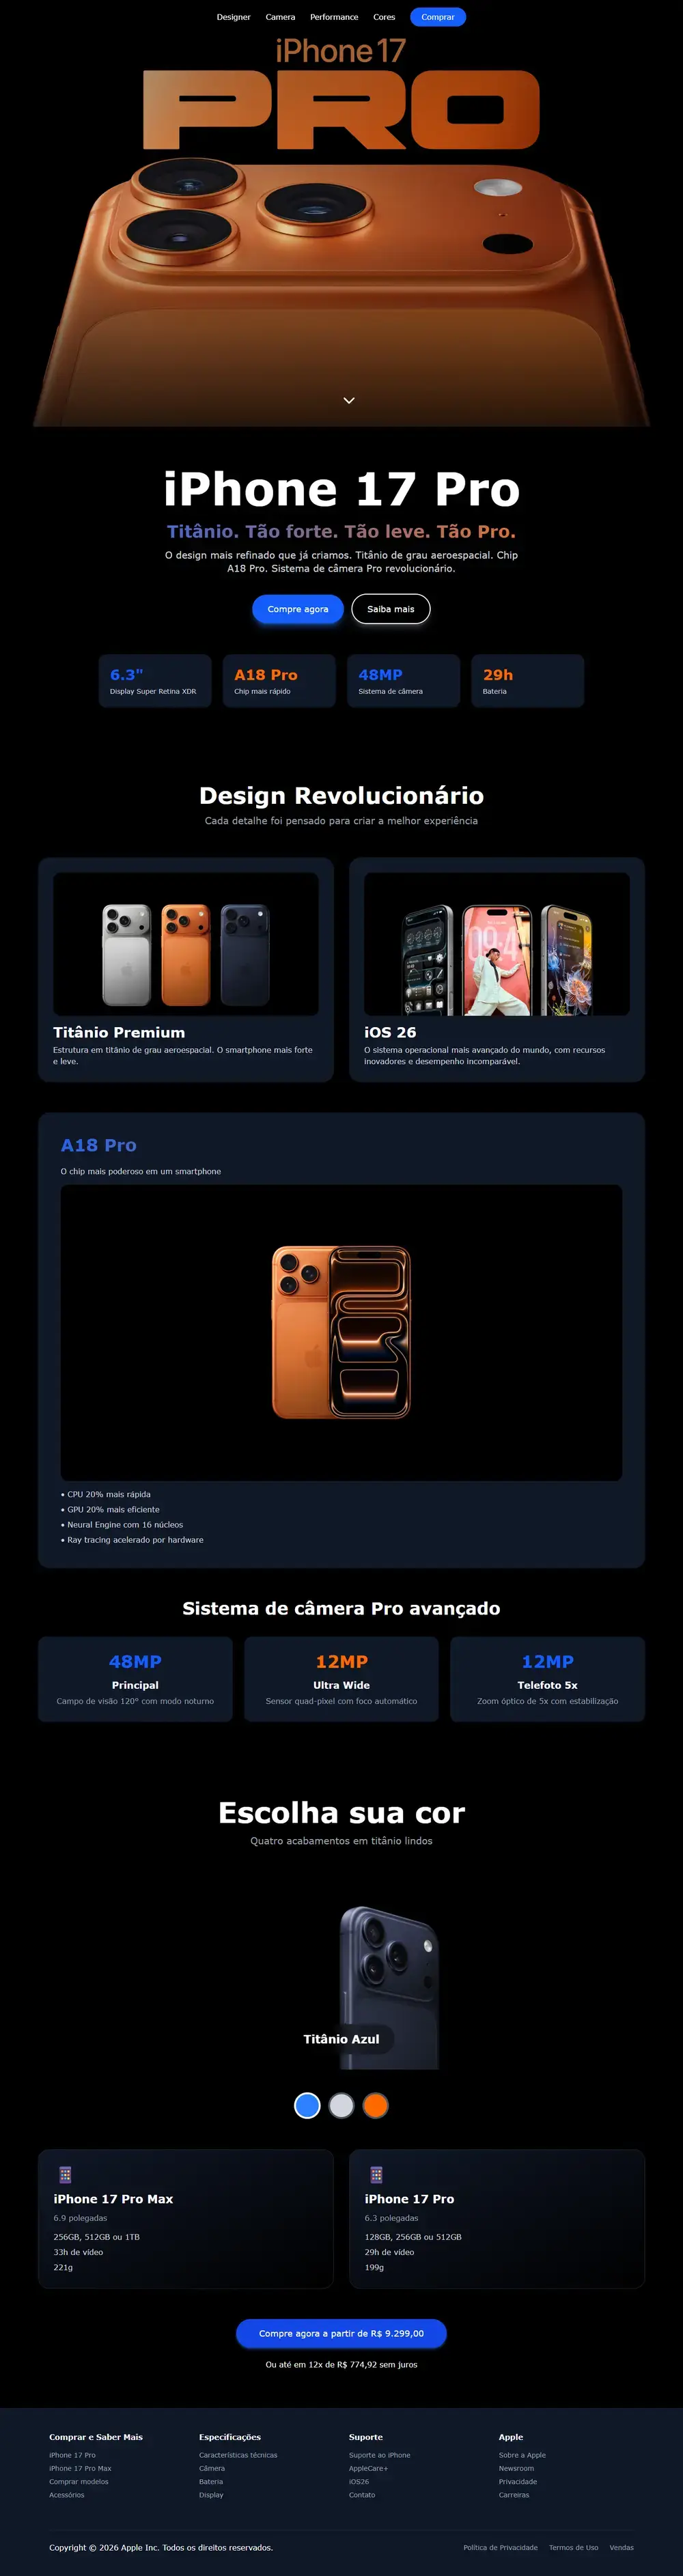 Designer Camera Performance Cores Comprar
iPhone 17
PRO
iPhone 17 Pro
Titânio. Tão forte. Tão leve. Tão Pro.
O design mais refinado que já criamos. Titânio de grau aeroespacial. Chip
A18 Pro. Sistema de câmera Pro revolucionário.
Compre agora Saiba mais
6.3" A18 Pro 48MP 29h
Display Super Retina XDR Chip mais rápido Sistema de câmera Bateria
Design Revolucionário
Cada detalhe foi pensado para criar a melhor experiência
Titânio Premium
Estrutura em titânio de grau aeroespacial. O smartphone mais forte
e leve.
iOS 26
O sistema operacional mais avançado do mundo, com recursos
inovadores e desempenho incomparável.
A18 Pro
O chip mais poderoso em um smartphone
• CPU 20% mais rápida
• GPU 20% mais eficiente
• Neural Engine com 16 núcleos
• Ray tracing acelerado por hardware
Sistema de câmera Pro avançado
48MP
Principal
Campo de visão 120° com modo noturno
12MP
Ultra Wide
Sensor quad-pixel com foco automático
12MP
Telefoto 5x
Zoom óptico de 5x com estabilização
Escolha sua cor
Quatro acabamentos em titânio lindos
Titânio Azul
iPhone 17 Pro Max
6.9 polegadas
256GB, 512GB ou 1TB
33h de vídeo
221g
iPhone 17 Pro
6.3 polegadas
128GB, 256GB ou 512GB
29h de vídeo
199g
Compre agora a partir de R$ 9.299,00
Ou até em 12x de R$ 774,92 sem juros
Comprar e Saber Mais
iPhone 17 Pro
iPhone 17 Pro Max
Comprar modelos
Acessórios
Especificações
Características técnicas
Câmera
Bateria
Display
Suporte
Suporte ao iPhone
AppleCare+
iOS26
Contato
Apple
Sobre a Apple
Newsroom
Privacidade
Carreiras
Copyright © 2026 Apple Inc. Todos os direitos reservados.
Política de Privacidade Termos de Uso Vendas